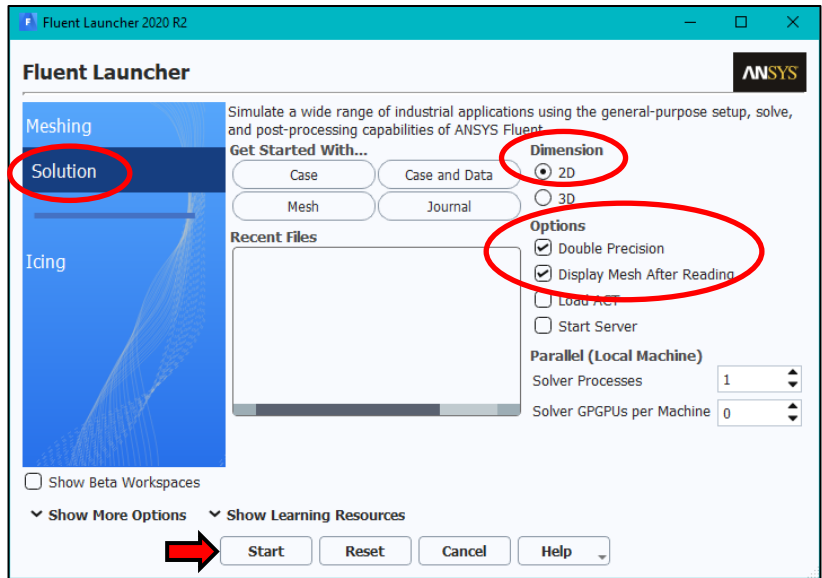 Fluent Launcher 2020 R2
Fluent Launcher
ANSYS
Meshing
Solution
Icing
Simulate a wide range of industrial applications using the general-purpose setup, solve,
and post-processing capabilities of ANSYS Fluent.
Get Started With...
Case
Case and Data
Mesh
Journal
Recent Files
Dimension
2D
3D
Options
Double Precision
Display Mesh After Reading
Load ACT
Start Server
Parallel (Local Machine)
Solver Processes 1
Solver GPGPUs per Machine 0
Show Beta Workspaces
Show More Options Show Learning Resources
Start Reset Cancel Help